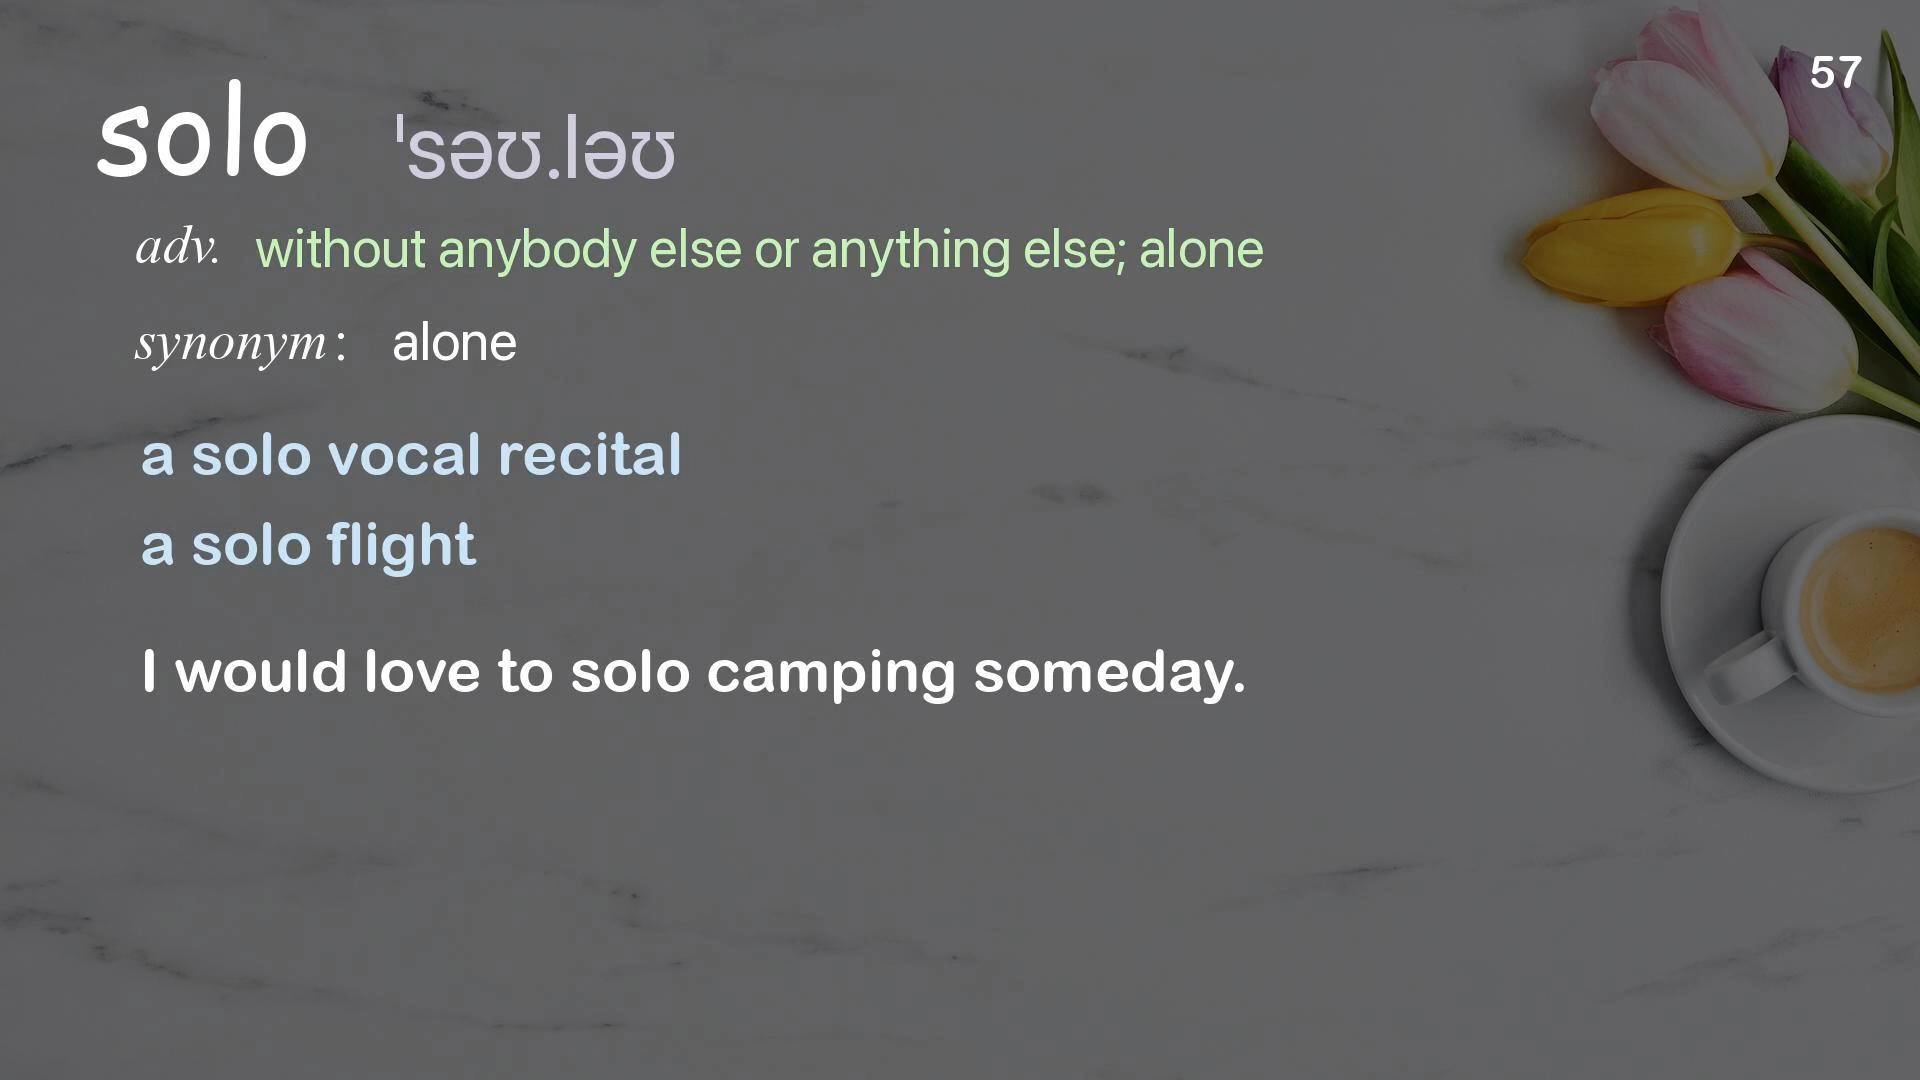 57
solo ˈsəʊ.ləʊ
adv. without anybody else or anything else; alone
synonym: alone
a solo vocal recital
a solo flight
I would love to solo camping someday.